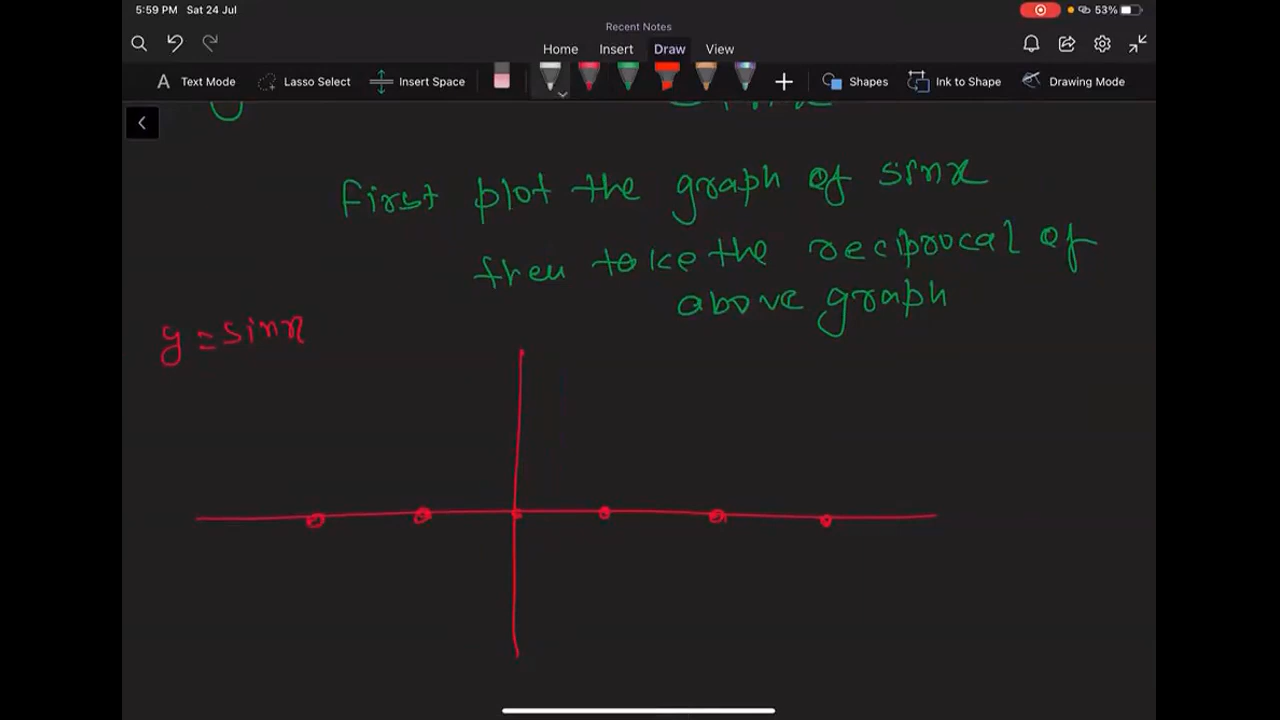 5:59 PM Sat 24 Jul
53%
Recent Notes
Home Insert Draw View
Text Mode Lasso Select Insert Space Shapes Ink to Shape Drawing Mode
First plot the graph of sinx
then take the reciprocal of
above graph
y = sinx